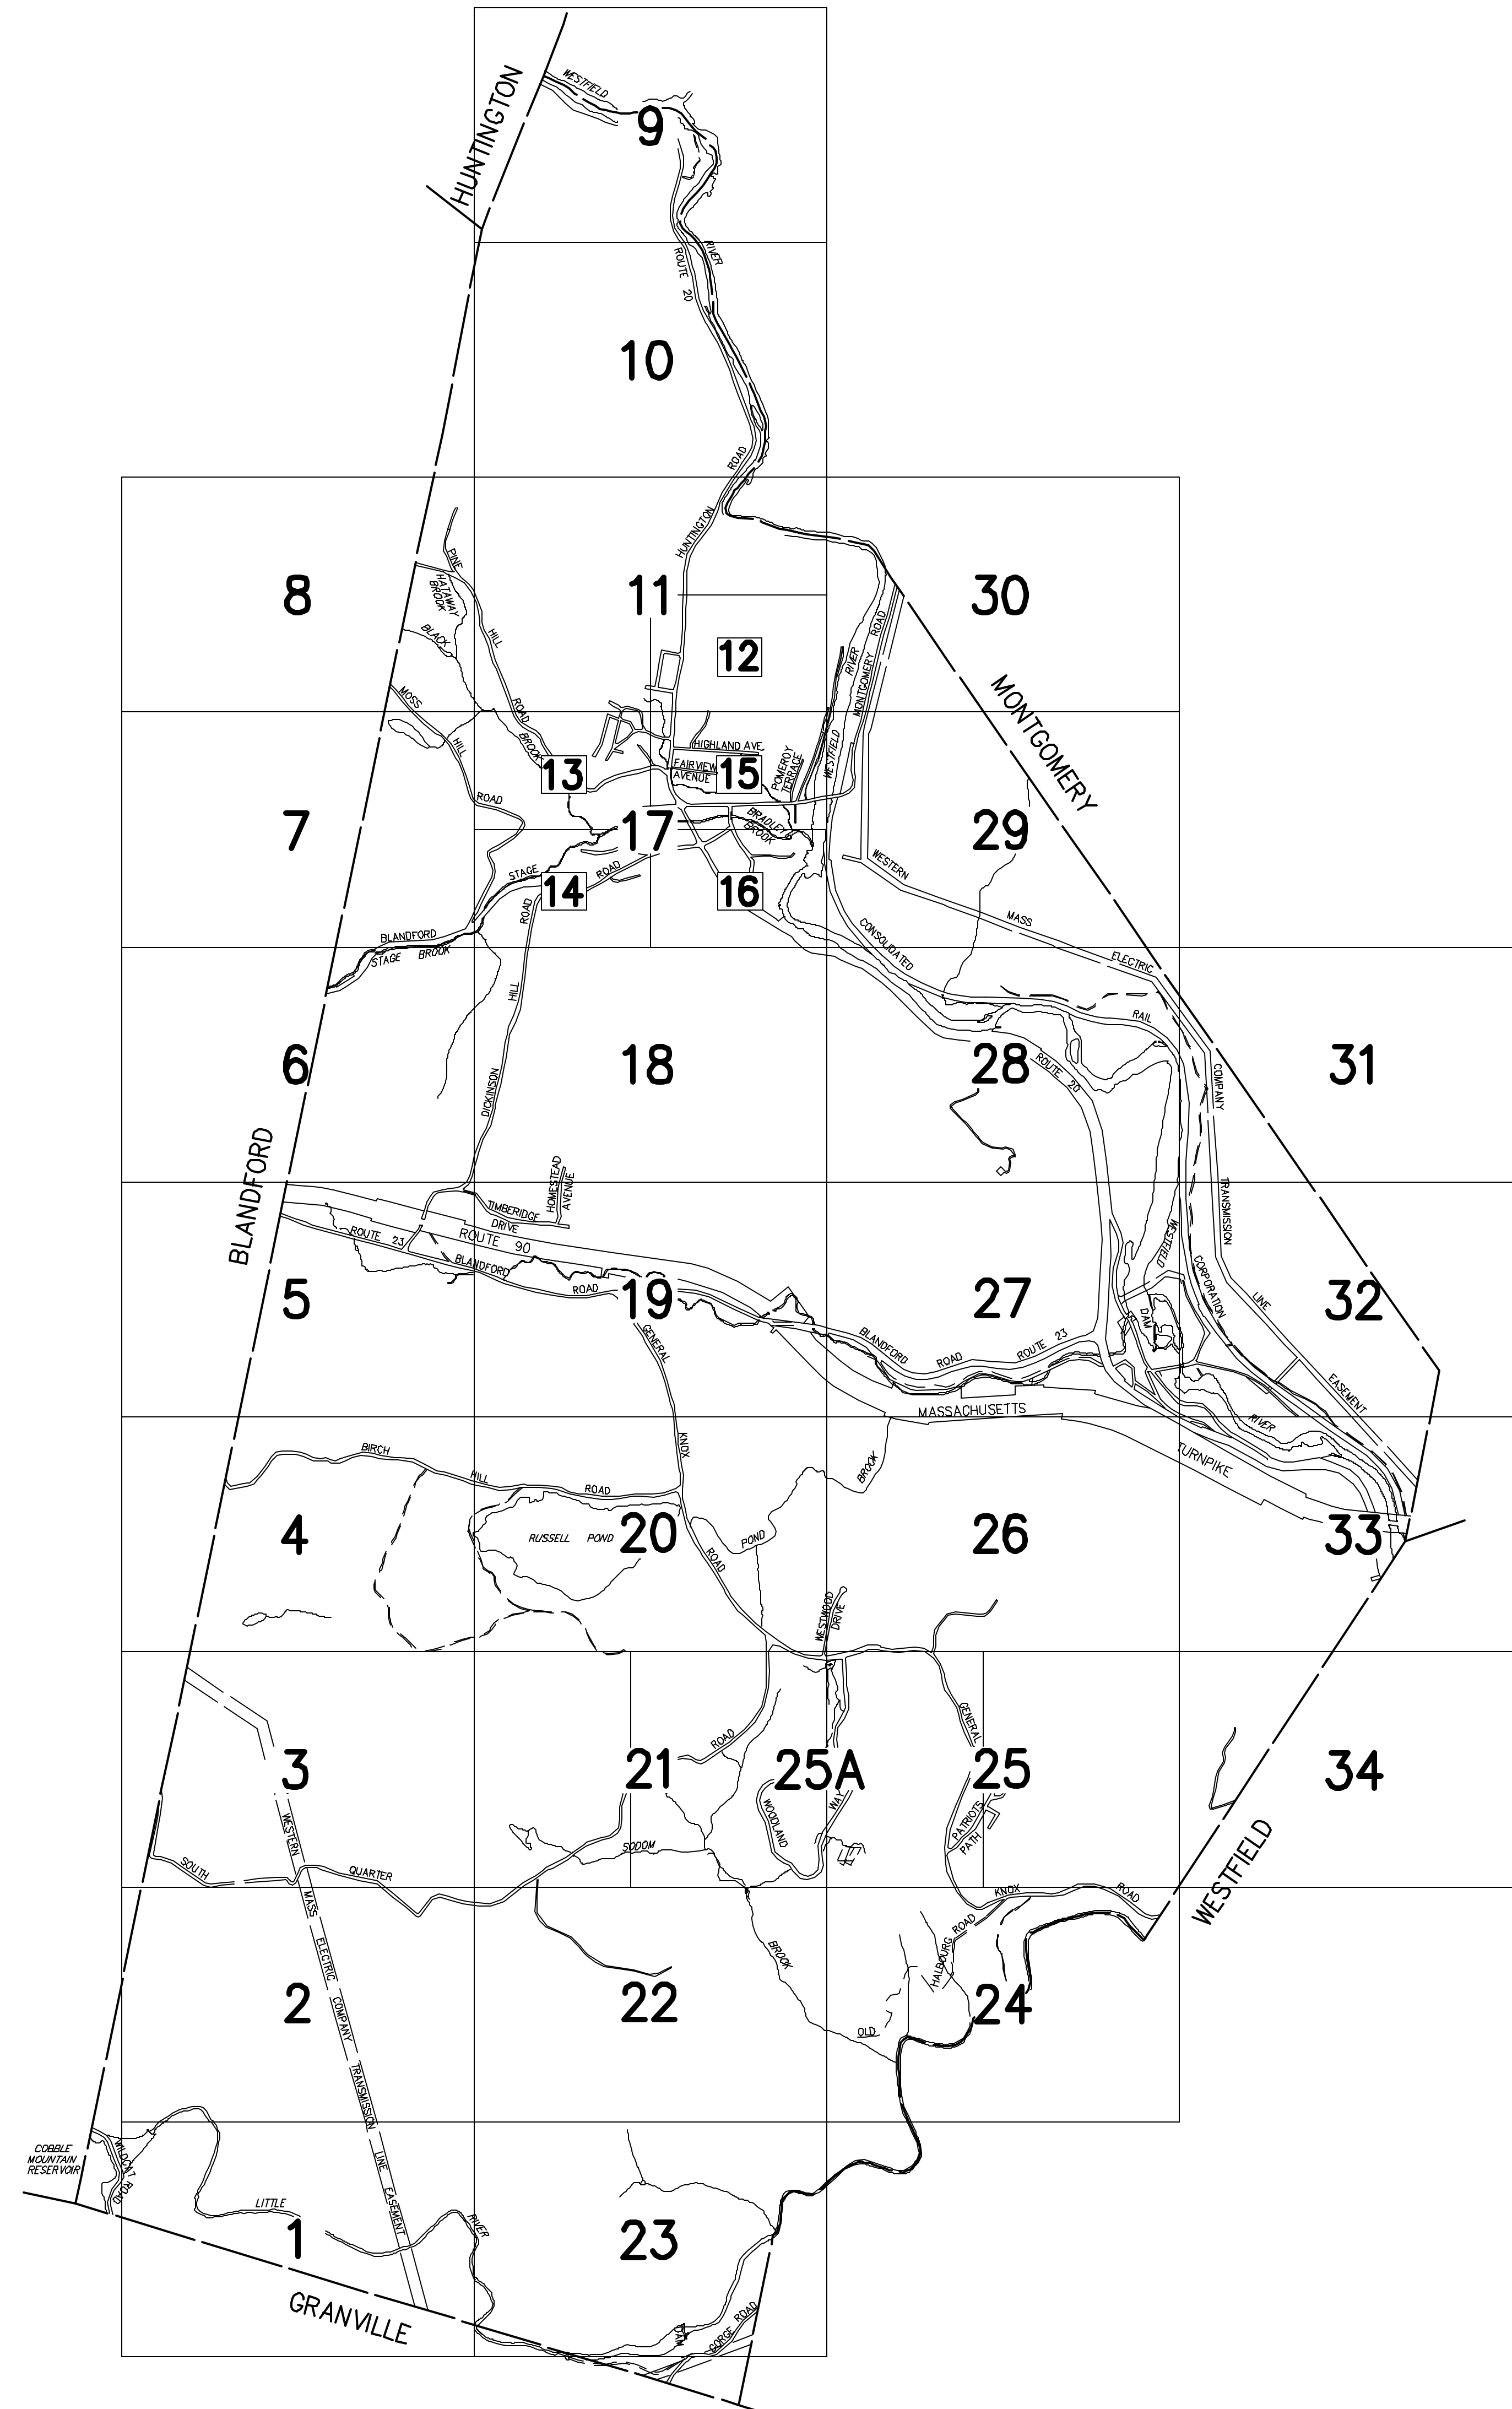 HUNTINGTON
WESTFIELD
9
RIVER
ROUTE 20
10
ROAD
HUNTINGTON
8
PINE
HATAWAY
BROOK
BLACK
HILL
11
30
12
ROAD
RIVER
MONTGOMERY
MONTGOMERY
MOSS
HILL
ROAD
ROAD
BROOK
13
HIGHLAND AVE.
FAIRVIEW
AVENUE
15
POMEROY
TERRACE
WESTFIELD
7
17
BRADLEY
BROOK
29
WESTERN
STAGE
14
ROAD
16
ROAD
MASS
BLANDFORD
STAGE BROOK
CONSOLIDATED
ELECTRIC
HILL
RAIL
6
18
28
ROUTE 20
31
COMPANY
DICKINSON
BLANDFORD
HOMESTEAD
AVENUE
TIMBERIDGE
DRIVE
ROUTE 23
ROUTE 90
TRANSMISSION
WESTFIELD
BLANDFORD
ROAD
5
19
27
CORPORATION
32
LINE
DAM
GENERAL
BLANDFORD
ROAD
ROUTE 23
EASEMENT
MASSACHUSETTS
RIVER
KNOX
BIRCH
HILL
ROAD
BROOK
TURNPIKE
4
RUSSELL POND
20
POND
26
33
ROAD
WESTWOOD
DRIVE
GENERAL
ROAD
3
21
25A
25
34
WESTERN
WOODLAND
WAY
PATRIOTS
PATH
SODOM
SOUTH
QUARTER
WESTFIELD
MASS
KNOX
ROAD
ELECTRIC
BROOK
HALBOURG
ROAD
2
COMPANY
22
24
OLD
TRANSMISSION
COBBLE
MOUNTAIN
RESERVOIR
WILDCAT ROAD
LINE
LITTLE
EASEMENT
RIVER
1
23
GRANVILLE
DAM
GORGE ROAD